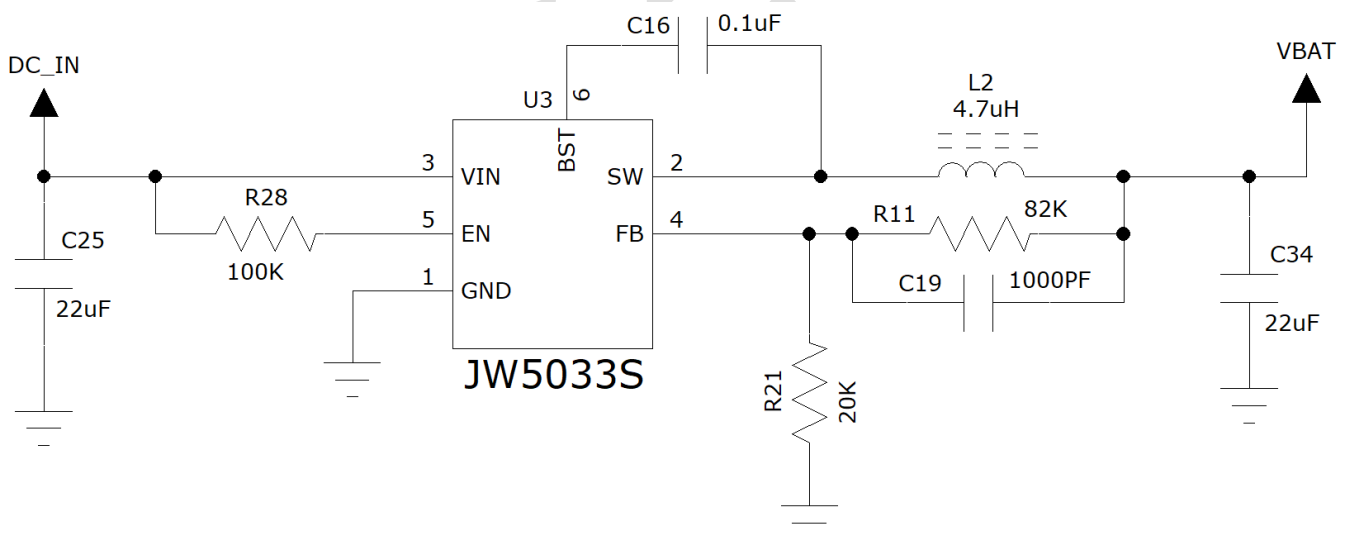 C16
0.1uF
DC_IN
VBAT
L2
4.7uH
U3
6
BST
3
VIN
SW
2
R28
100K
5
EN
FB
4
R11
82K
C25
22uF
1
GND
C19
1000PF
C34
22uF
JW5033S
R21
20K